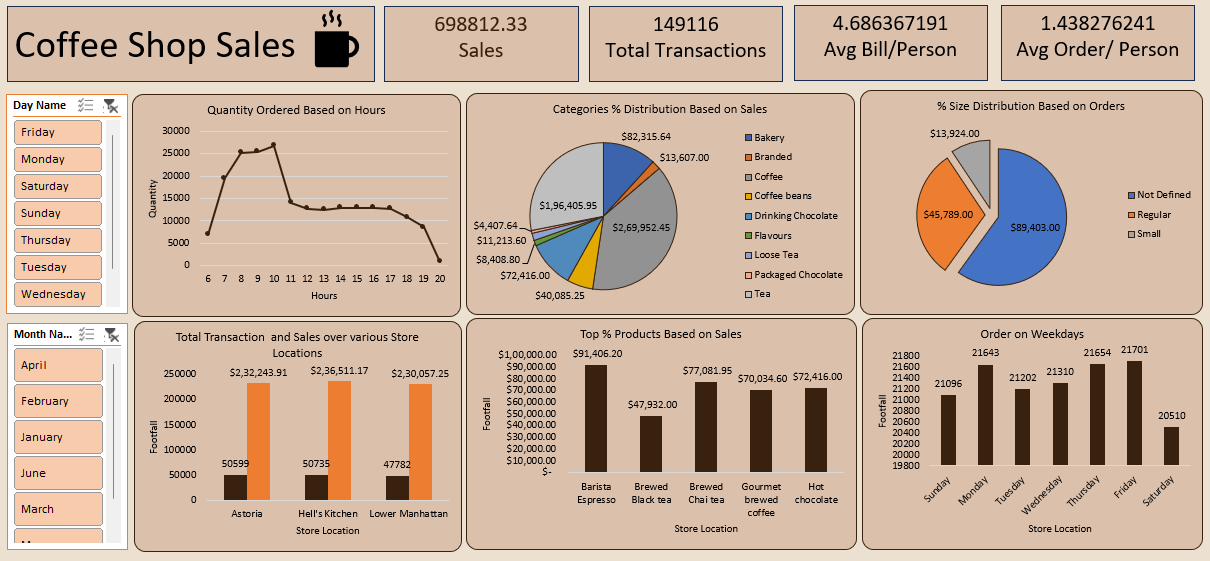 Coffee Shop Sales
698812.33
Sales
149116
Total Transactions
4.686367191
Avg Bill/Person
1.438276241
Avg Order/ Person
Day Name
Friday
Monday
Saturday
Sunday
Thursday
Tuesday
Wednesday
Quantity Ordered Based on Hours
30000
25000
20000
15000
10000
5000
0
Quantity
6 7 8 9 10 11 12 13 14 15 16 17 18 19 20
Hours
Categories % Distribution Based on Sales
$82,315.64
$13,607.00
$2,69,952.45
$40,085.25
$72,416.00
$8,408.80
$11,213.60
$4,407.64
$1,96,405.95
Bakery
Branded
Coffee
Coffee beans
Drinking Chocolate
Flavours
Loose Tea
Packaged Chocolate
Tea
% Size Distribution Based on Orders
$13,924.00
$45,789.00
$89,403.00
Not Defined
Regular
Small
Month Na...
April
February
January
June
March
Total Transaction and Sales over various Store
Locations
250000
200000
150000
100000
50000
0
Footfall
$2,32,243.91
$2,36,511.17
$2,30,057.25
50599
50735
47782
Astoria
Hell's Kitchen
Lower Manhattan
Store Location
Top % Products Based on Sales
$1,00,000.00
$90,000.00
$80,000.00
$70,000.00
$60,000.00
$50,000.00
$40,000.00
$30,000.00
$20,000.00
$10,000.00
$-
Footfall
$91,406.20
$47,932.00
$77,081.95
$70,034.60
$72,416.00
Barista
Espresso
Brewed
Black tea
Brewed
Chai tea
Gourmet
brewed
coffee
Hot
chocolate
Store Location
Order on Weekdays
21800
21600
21400
21200
21000
20800
20600
20400
20200
20000
19800
Footfall
21096
21643
21202
21310
21654
21701
20510
Sunday
Monday
Tuesday
Wednesday
Thursday
Friday
Saturday
Store Location